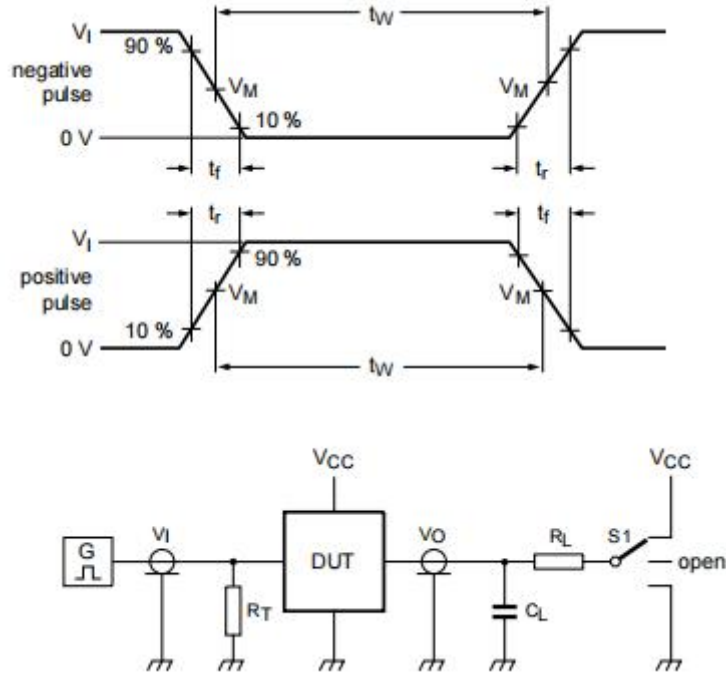 tW
VI
90 %
negative
pulse
VM
VM
10 %
0 V
tf
tr
tr
tf
VI
90 %
positive
pulse
VM
VM
10 %
0 V
tW
VCC
VCC
G
VI
DUT
VO
RL
S1
open
RT
CL